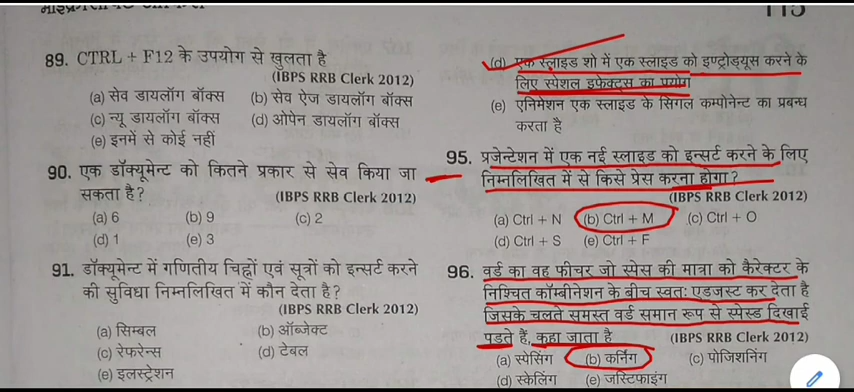 115
89. CTRL + F12 के उपयोग से खुलता है
(IBPS RRB Clerk 2012)
(a) सेव डायलॉग बॉक्स (b) सेव ऐज डायलॉग बॉक्स
(c) न्यू डायलॉग बॉक्स (d) ओपेन डायलॉग बॉक्स
(e) इनमें से कोई नहीं
90. एक डॉक्यूमेन्ट को कितने प्रकार से सेव किया जा
सकता है? (IBPS RRB Clerk 2012)
(a) 6 (b) 9 (c) 2
(d) 1 (e) 3
91. डॉक्यूमेन्ट में गणितीय चिह्नों एवं सूत्रों को इन्सर्ट करने
की सुविधा निम्नलिखित में कौन देता है?
(IBPS RRB Clerk 2012)
(a) सिम्बल (b) ऑब्जेक्ट
(c) रेफरेन्स (d) टेबल
(e) इलस्ट्रेशन
(d) एक स्लाइड शो में एक स्लाइड को इण्ट्रोड्यूस करने के
लिए स्पेशल इफेक्ट्स का प्रयोग
(e) एनिमेशन एक स्लाइड के सिंगल कम्पोनेन्ट का प्रबन्ध
करता है
95. प्रजेन्टेशन में एक नई स्लाइड को इन्सर्ट करने के लिए
निम्नलिखित में से किसे प्रेस करना होगा?
(IBPS RRB Clerk 2012)
(a) Ctrl + N (b) Ctrl + M (c) Ctrl + O
(d) Ctrl + S (e) Ctrl + F
96. वर्ड का वह फीचर जो स्पेस की मात्रा को कैरेक्टर के
निश्चित कॉम्बीनेशन के बीच स्वतः एडजस्ट कर देता है
जिसके चलते समस्त वर्ड समान रूप से स्पेस्ड दिखाई
पड़ते हैं, कहा जाता है (IBPS RRB Clerk 2012)
(a) स्पेसिंग (b) कर्निंग (c) पोजिशनिंग
(d) स्केलिंग (e) जस्टिफाइंग